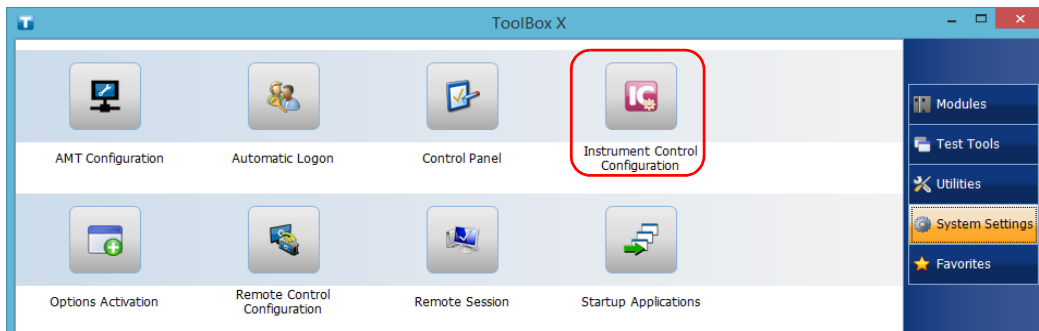 ToolBox X
AMT Configuration
Automatic Logon
Control Panel
Instrument Control
Configuration
Options Activation
Remote Control
Configuration
Remote Session
Startup Applications
Modules
Test Tools
Utilities
System Settings
Favorites
IC
T